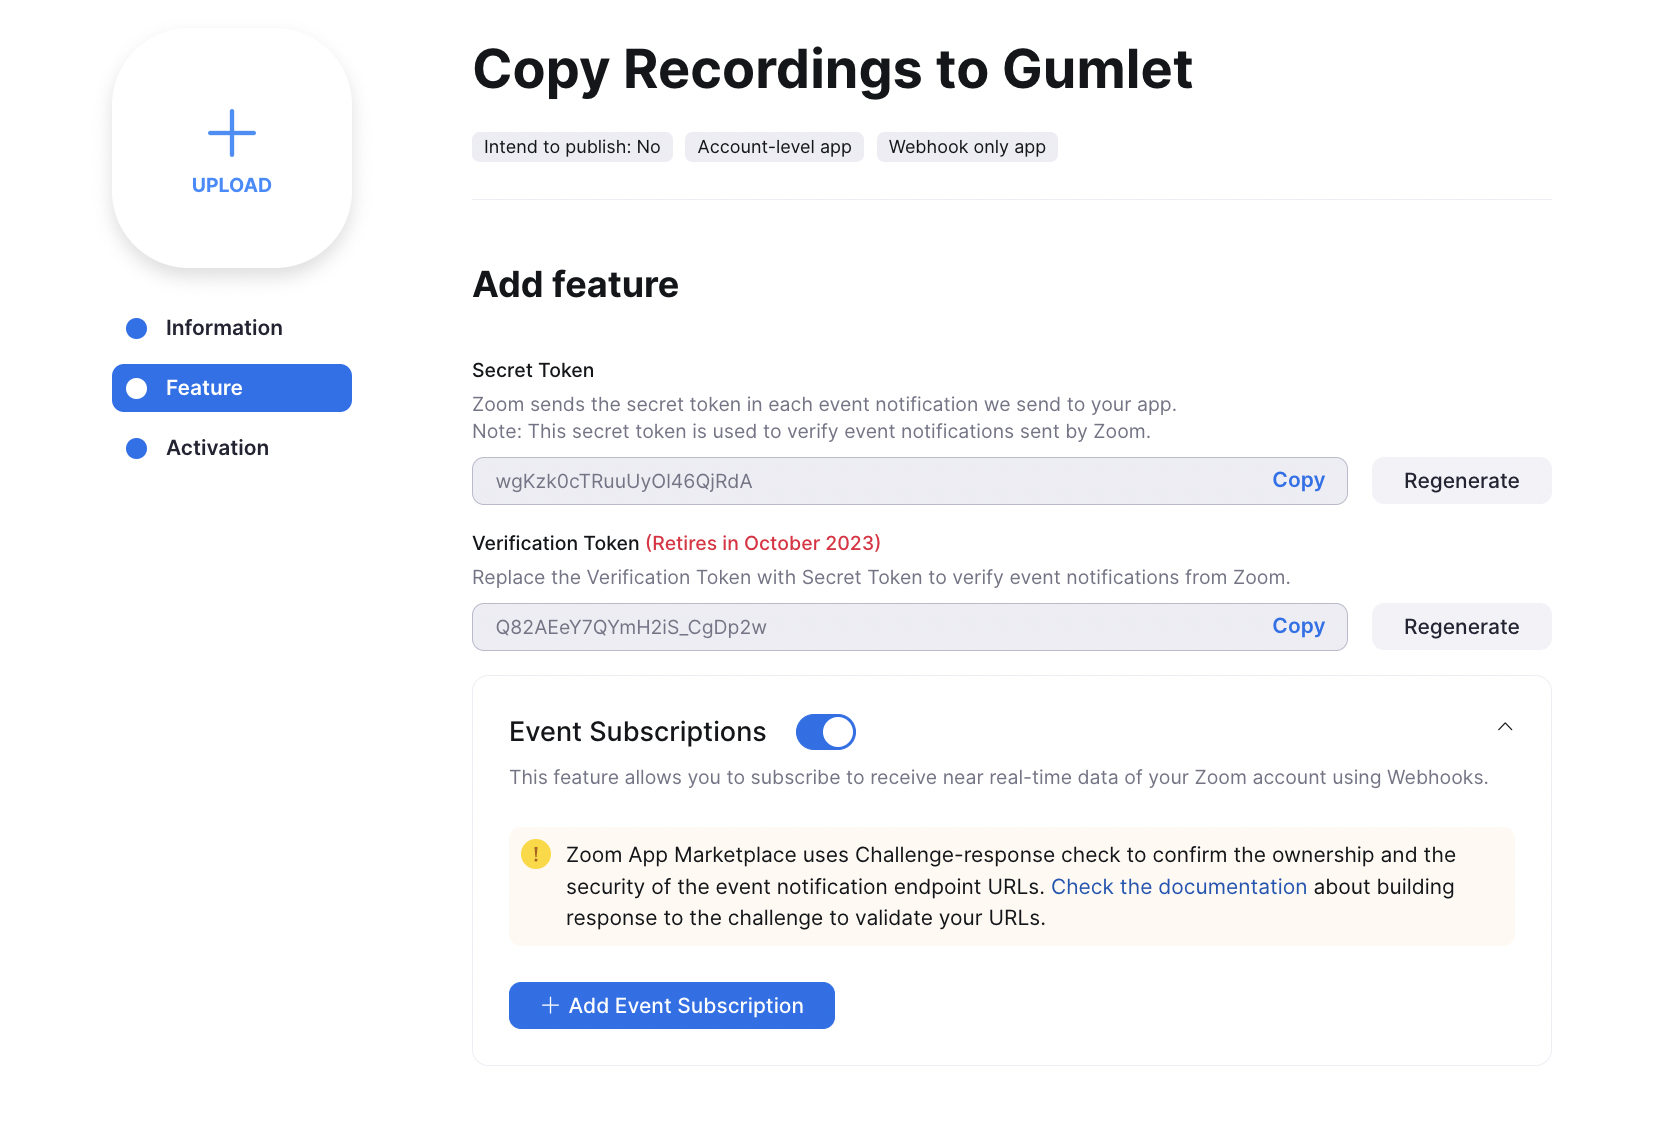 UPLOAD
Information
Feature
Activation
Copy Recordings to Gumlet
Intend to publish: No
Account-level app
Webhook only app
Add feature
Secret Token
Zoom sends the secret token in each event notification we send to your app.
Note: This secret token is used to verify event notifications sent by Zoom.
wgKzk0cTRuuUyOI46QjRdA
Copy
Regenerate
Verification Token (Retires in October 2023)
Replace the Verification Token with Secret Token to verify event notifications from Zoom.
Q82AEeY7QYmH2iS_CgDp2w
Copy
Regenerate
Event Subscriptions
This feature allows you to subscribe to receive near real-time data of your Zoom account using Webhooks.
Zoom App Marketplace uses Challenge-response check to confirm the ownership and the
security of the event notification endpoint URLs. Check the documentation about building
response to the challenge to validate your URLs.
Add Event Subscription